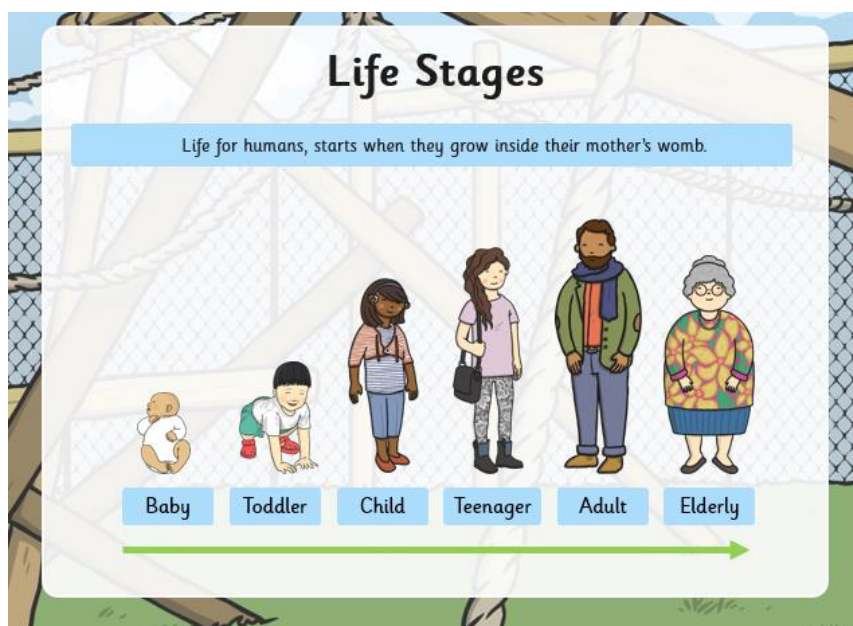 Life Stages
Life for humans, starts when they grow inside their mother's womb.
Baby Toddler Child Teenager Adult Elderly